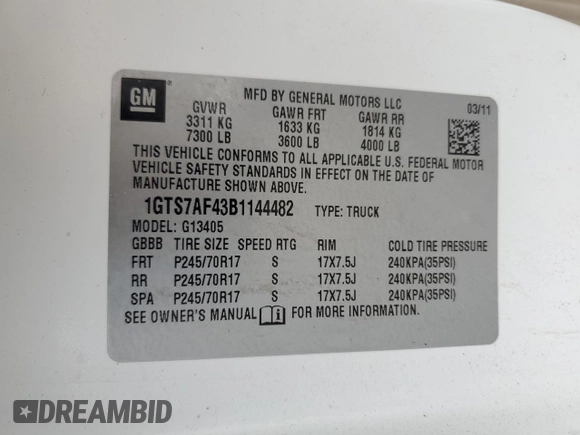 GM
MFD BY GENERAL MOTORS LLC 03/11
GVWR GAWR FRT GAWR RR
3311 KG 1633 KG 1814 KG
7300 LB 3600 LB 4000 LB
THIS VEHICLE CONFORMS TO ALL APPLICABLE U.S. FEDERAL MOTOR
VEHICLE SAFETY STANDARDS IN EFFECT ON THE DATE OF
MANUFACTURE SHOWN ABOVE.
1GTS7AF43B1144482 TYPE: TRUCK
MODEL: G13405
GBBB TIRE SIZE SPEED RTG RIM COLD TIRE PRESSURE
FRT P245/70R17 S 17X7.5J 240KPA(35PSI)
RR P245/70R17 S 17X7.5J 240KPA(35PSI)
SPA P245/70R17 S 17X7.5J 240KPA(35PSI)
SEE OWNER'S MANUAL i FOR MORE INFORMATION.
DREAMBID